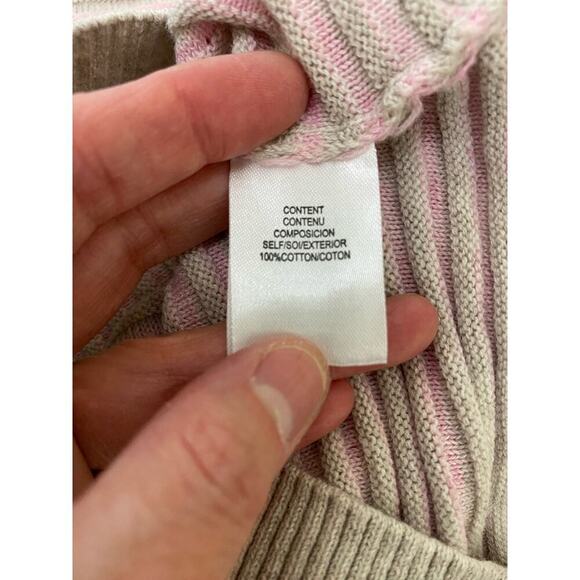 CONTENT
CONTENU
COMPOSICION
SELF/SOI/EXTERIOR
100%COTTON/COTON